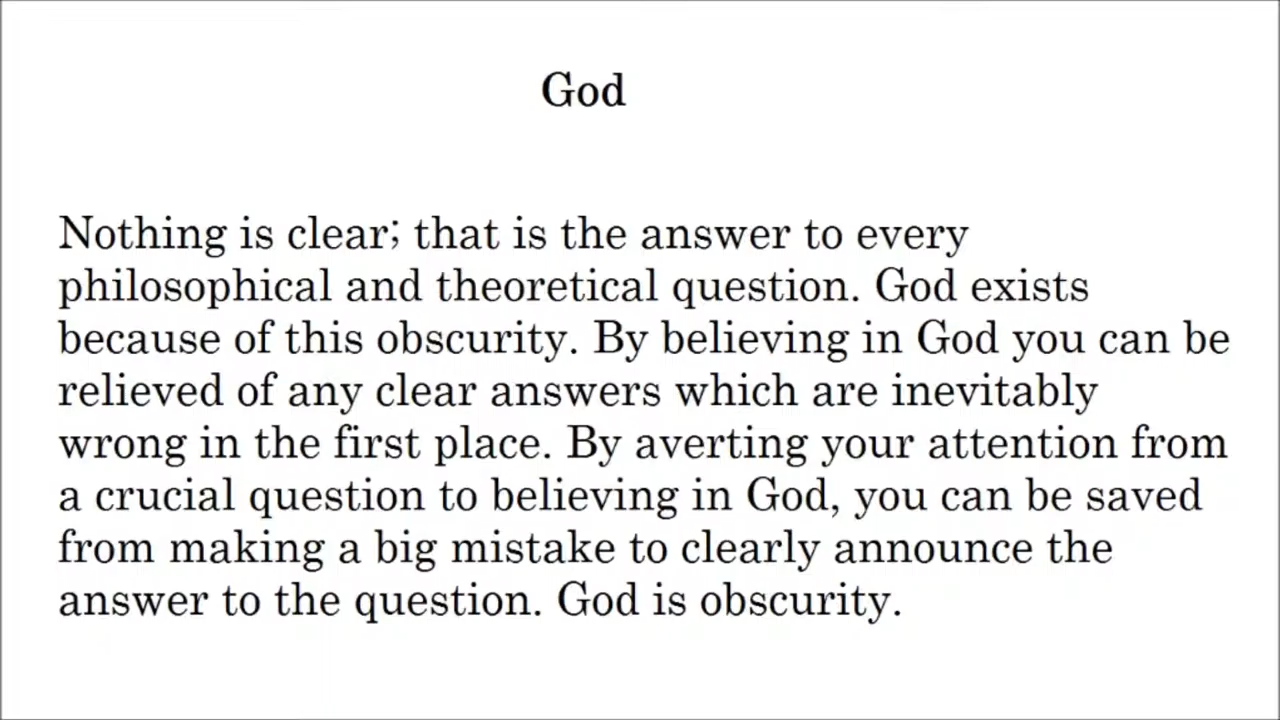 God
Nothing is clear; that is the answer to every
philosophical and theoretical question. God exists
because of this obscurity. By believing in God you can be
relieved of any clear answers which are inevitably
wrong in the first place. By averting your attention from
a crucial question to believing in God, you can be saved
from making a big mistake to clearly announce the
answer to the question. God is obscurity.